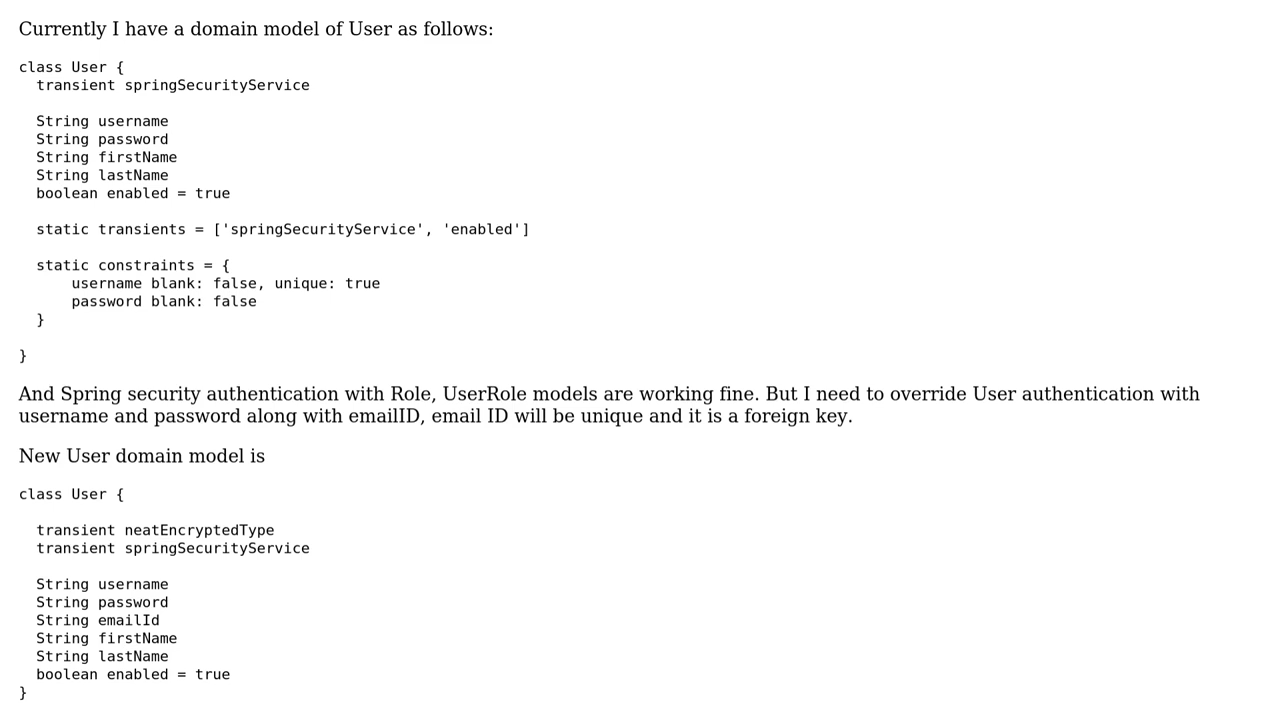 Currently I have a domain model of User as follows:
class User {
transient springSecurityService
String username
String password
String firstName
String lastName
boolean enabled = true
static transients = ['springSecurityService', 'enabled']
static constraints = {
username blank: false, unique: true
password blank: false
}
}
And Spring security authentication with Role, UserRole models are working fine. But I need to override User authentication with
username and password along with emailID, email ID will be unique and it is a foreign key.
New User domain model is
class User {
transient neatEncryptedType
transient springSecurityService
String username
String password
String emailId
String firstName
String lastName
boolean enabled = true
}